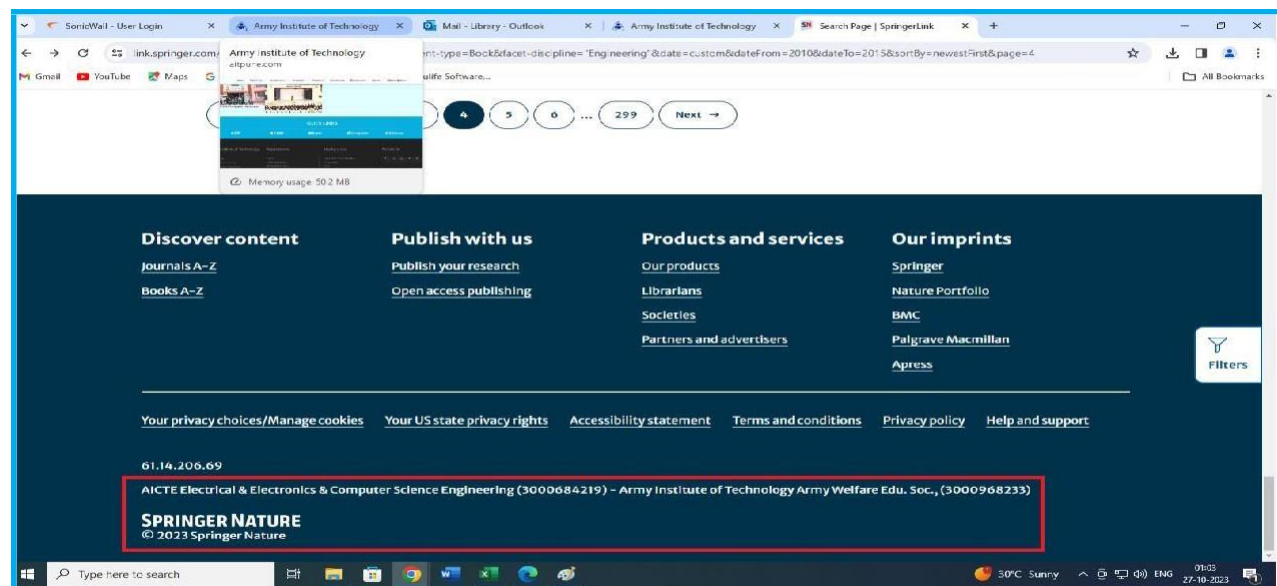 SonicWall - User Login
Army Institute of Technology
Mail - Library - Outlook
Army Institute of Technology
Search Page | SpringerLink
link.springer.com
ent-type=Book&facet-discipline="Engineering"&date=custom&dateFrom=2010&dateTo=2015&sortBy=newestFirst&page=4
Gmail
YouTube
Maps
ulife Software...
All Bookmarks
Army Institute of Technology
aitpune.com
QUICK LINKS
Memory usage: 50.2 MB
4
5
6
...
299
Next →
Discover content
Journals A-Z
Books A-Z
Publish with us
Publish your research
Open access publishing
Products and services
Our products
Librarians
Societies
Partners and advertisers
Our imprints
Springer
Nature Portfolio
BMC
Palgrave Macmillan
Apress
Filters
Your privacy choices/Manage cookies
Your US state privacy rights
Accessibility statement
Terms and conditions
Privacy policy
Help and support
61.14.206.69
AICTE Electrical & Electronics & Computer Science Engineering (3000684219) - Army Institute of Technology Army Welfare Edu. Soc., (3000968233)
SPRINGER NATURE
© 2023 Springer Nature
Type here to search
30°C Sunny
ENG
01:03
27-10-2023